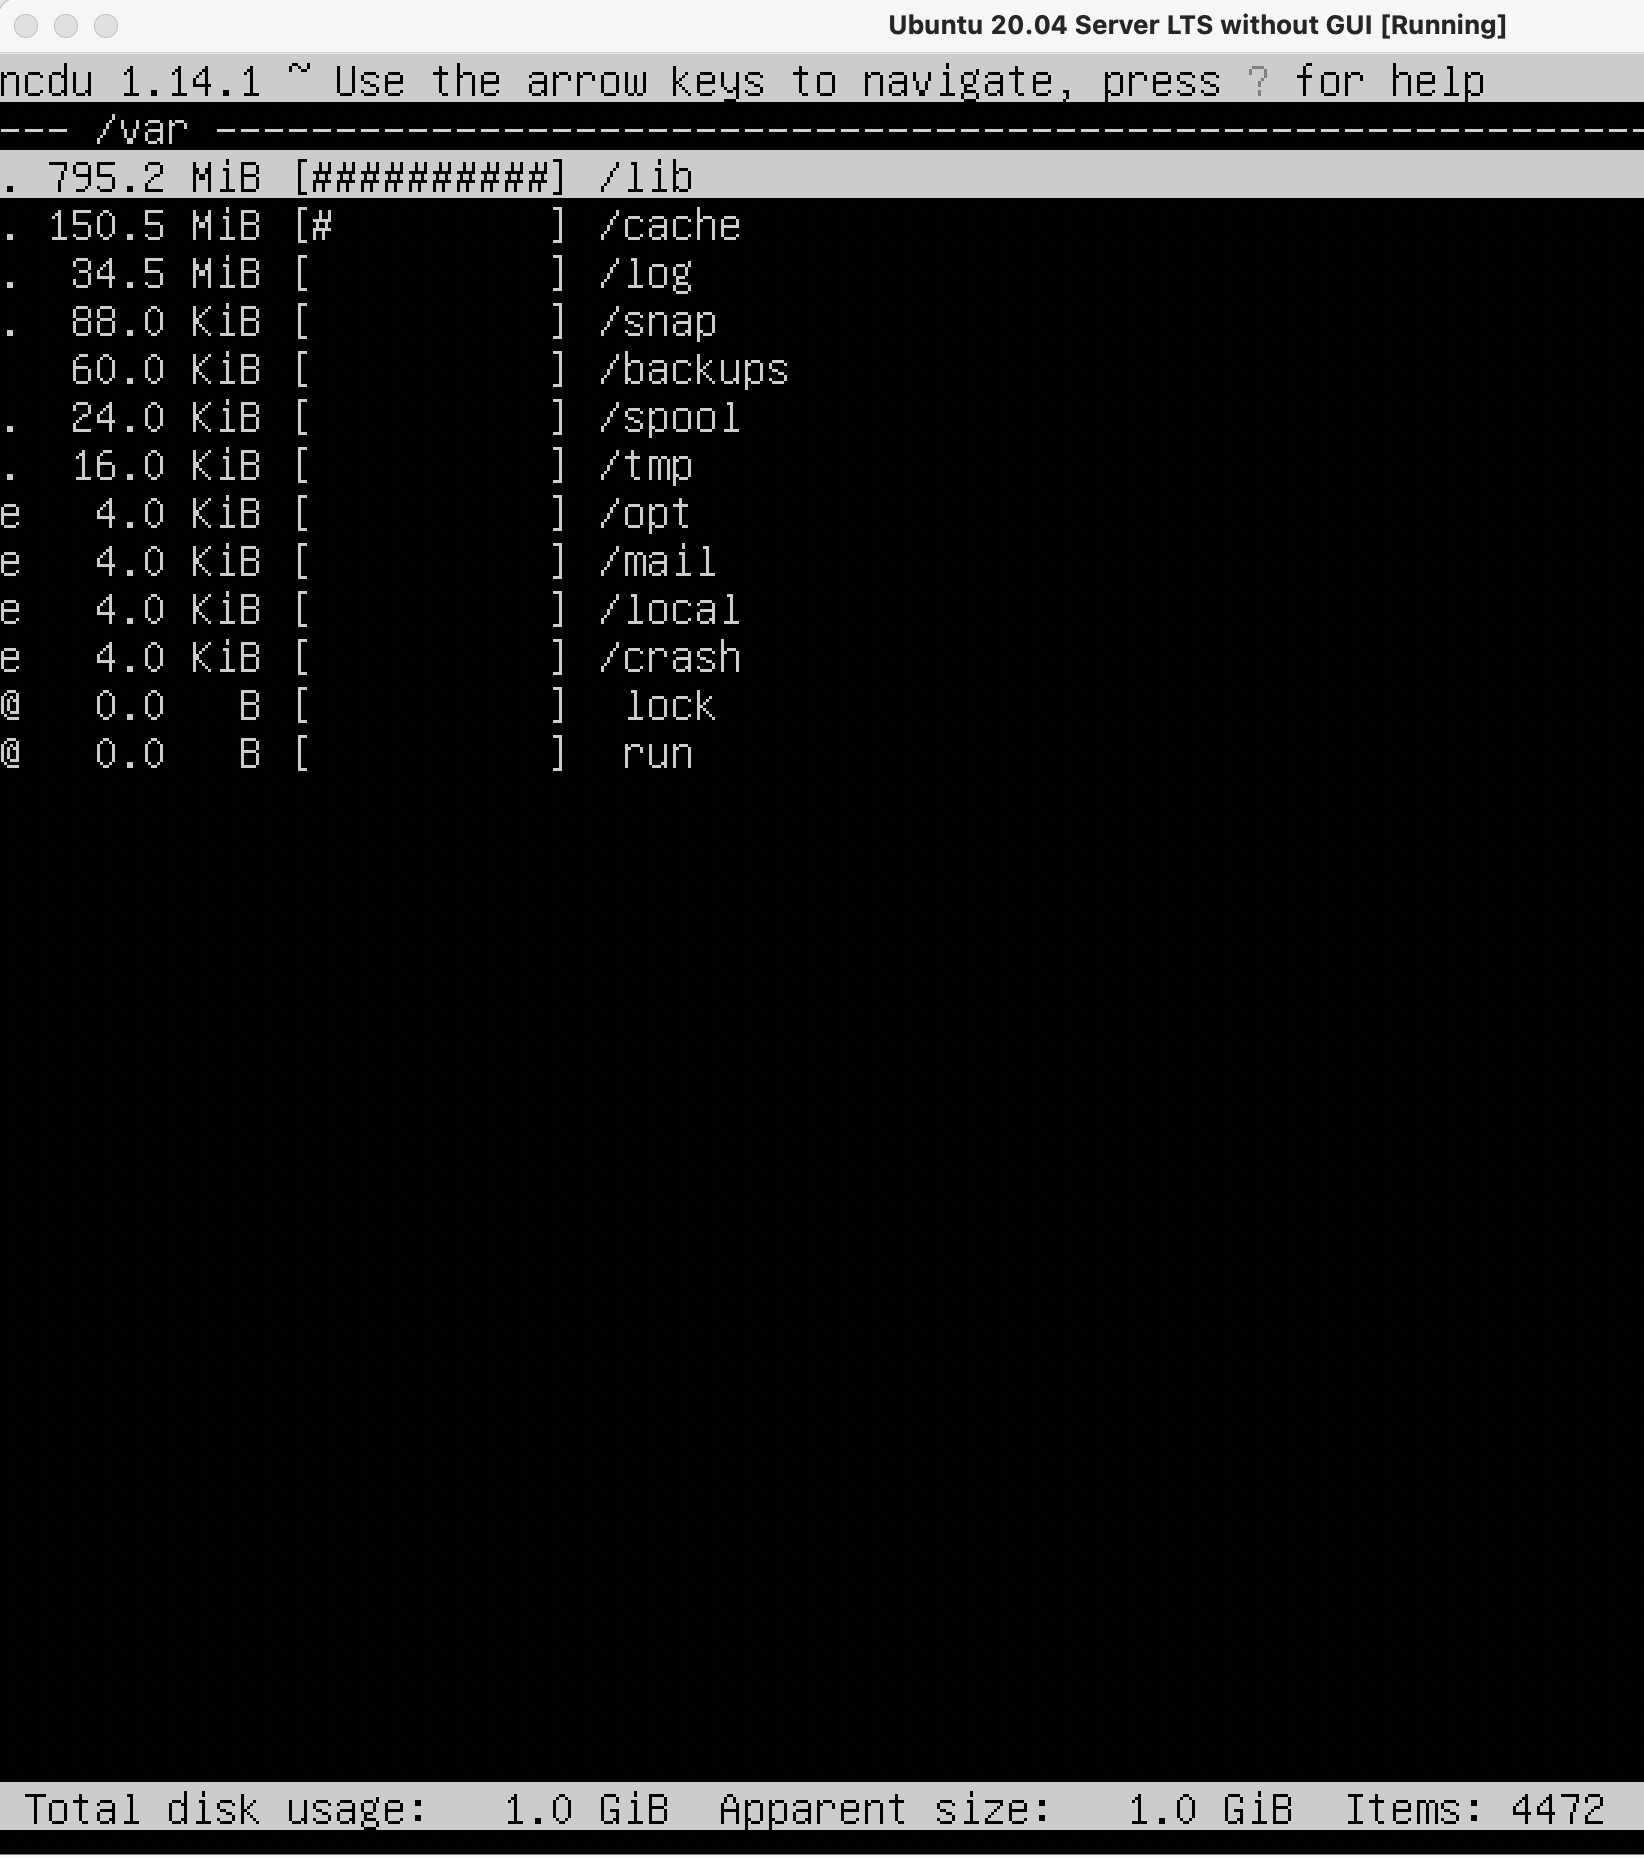 Ubuntu 20.04 Server LTS without GUI [Running]
ncdu 1.14.1 ~ Use the arrow keys to navigate, press ? for help
--- /var ------------------------------------------------------------
. 795.2 MiB [##########] /lib
. 150.5 MiB [#         ] /cache
.  34.5 MiB [          ] /log
.  88.0 KiB [          ] /snap
   60.0 KiB [          ] /backups
.  24.0 KiB [          ] /spool
.  16.0 KiB [          ] /tmp
e   4.0 KiB [          ] /opt
e   4.0 KiB [          ] /mail
e   4.0 KiB [          ] /local
e   4.0 KiB [          ] /crash
@   0.0   B [          ]  lock
@   0.0   B [          ]  run
Total disk usage:   1.0 GiB  Apparent size:   1.0 GiB  Items: 4472